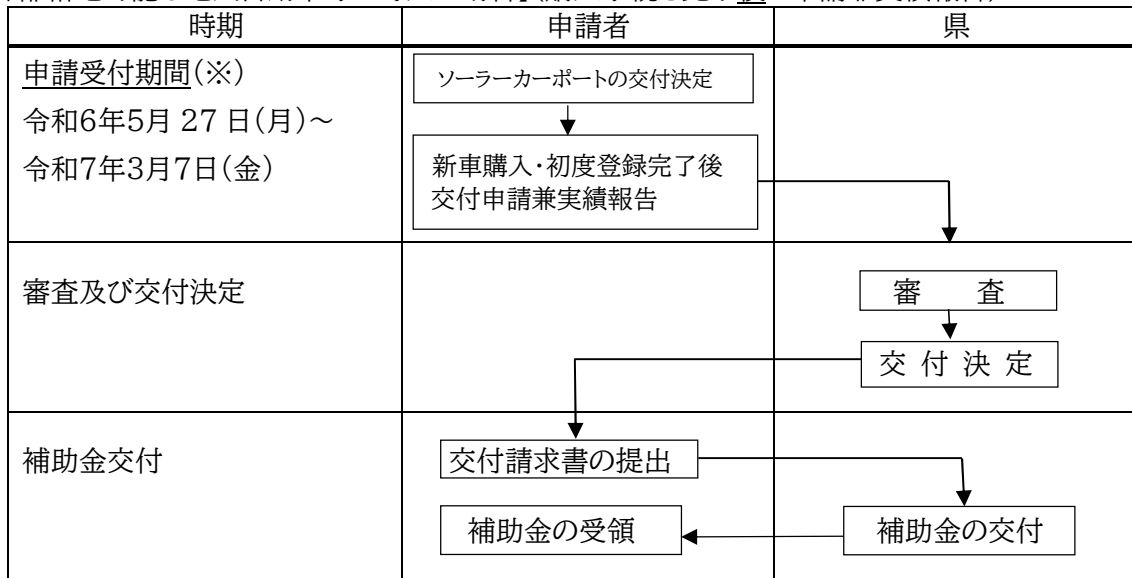 時期
申請者
県
申請受付期間(※)
令和6年5月 27 日(月)～
令和7年3月7日(金)
ソーラーカーポートの交付決定
新車購入・初度登録完了後
交付申請兼実績報告
審査及び交付決定
審 査
交 付 決 定
補助金交付
交付請求書の提出
補助金の受領
補助金の交付